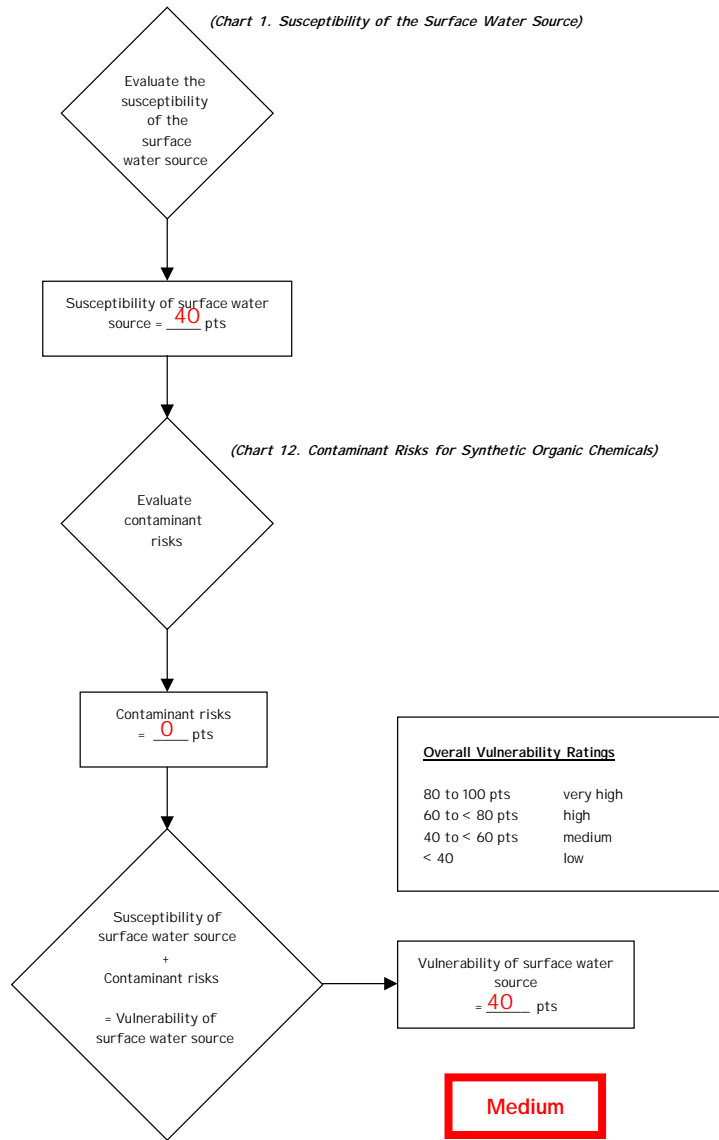 (Chart 1. Susceptibility of the Surface Water Source)
Evaluate the
susceptibility
of the
surface
water source
Susceptibility of surface water
source = 40 pts
(Chart 12. Contaminant Risks for Synthetic Organic Chemicals)
Evaluate
contaminant
risks
Contaminant risks
= 0 pts
Overall Vulnerability Ratings
80 to 100 pts very high
60 to < 80 pts high
40 to < 60 pts medium
< 40 low
Susceptibility of
surface water source
+
Contaminant risks
= Vulnerability of
surface water source
Vulnerability of surface water
source
= 40 pts
Medium